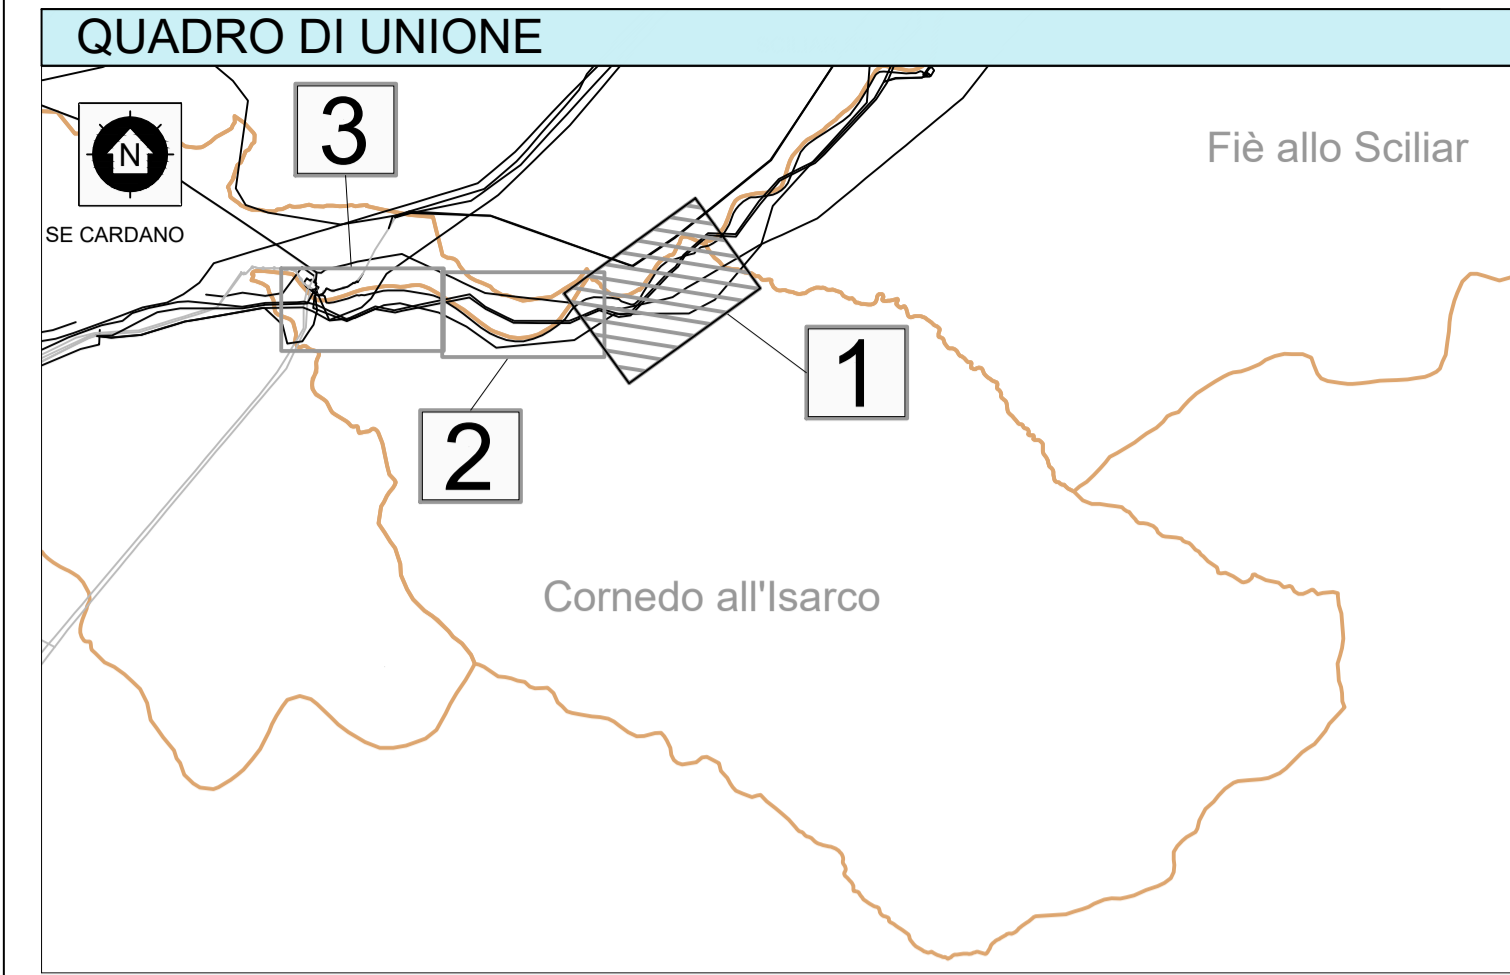 QUADRO DI UNIONE
3
Fiè allo Sciliar
N
SE CARDANO
1
2
Cornedo all'Isarco